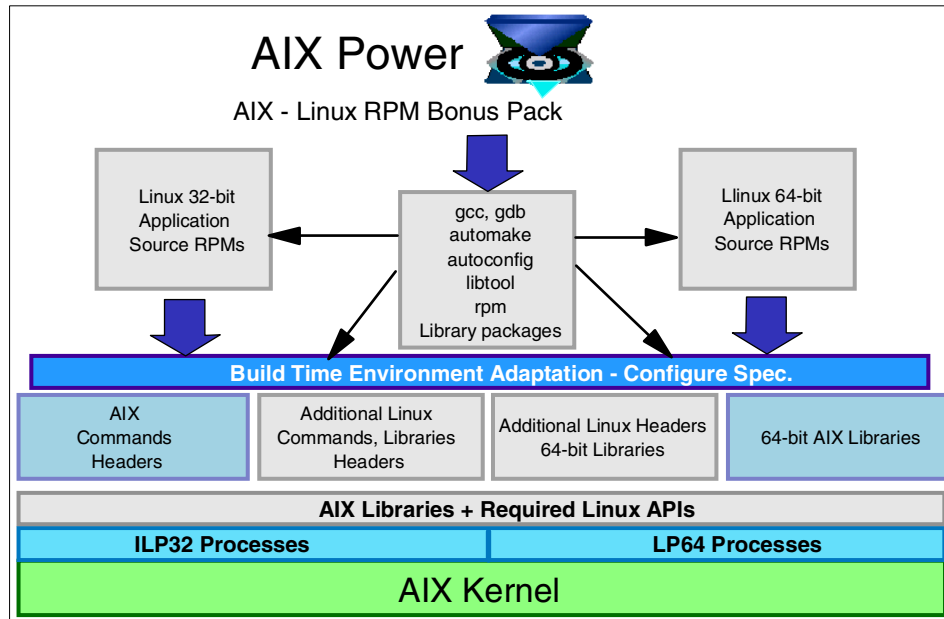 AIX Power
AIX - Linux RPM Bonus Pack
Linux 32-bit
Application
Source RPMs
gcc, gdb
automake
autoconfig
libtool
rpm
Library packages
Llinux 64-bit
Application
Source RPMs
Build Time Environment Adaptation - Configure Spec.
AIX
Commands
Headers
Additional Linux
Commands, Libraries
Headers
Additional Linux Headers
64-bit Libraries
64-bit AIX Libraries
AIX Libraries + Required Linux APIs
ILP32 Processes
LP64 Processes
AIX Kernel